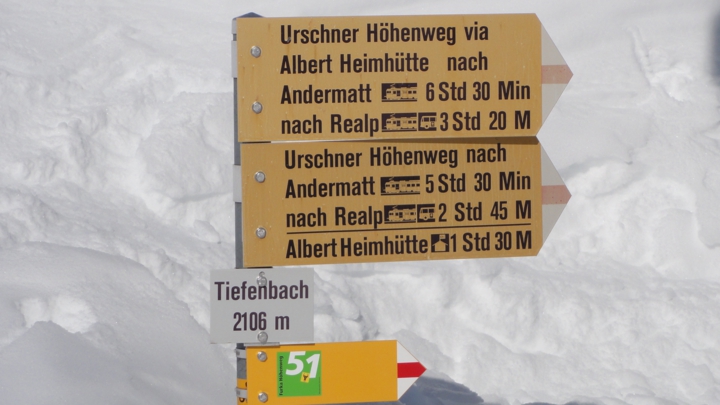 Urschner Höhenweg via
Albert Heimhütte nach
Andermatt 6 Std 30 Min
nach Realp 3 Std 20 M
Urschner Höhenweg nach
Andermatt 5 Std 30 Min
nach Realp 2 Std 45 M
Albert Heimhütte 1 Std 30 M
Tiefenbach
2106 m
51